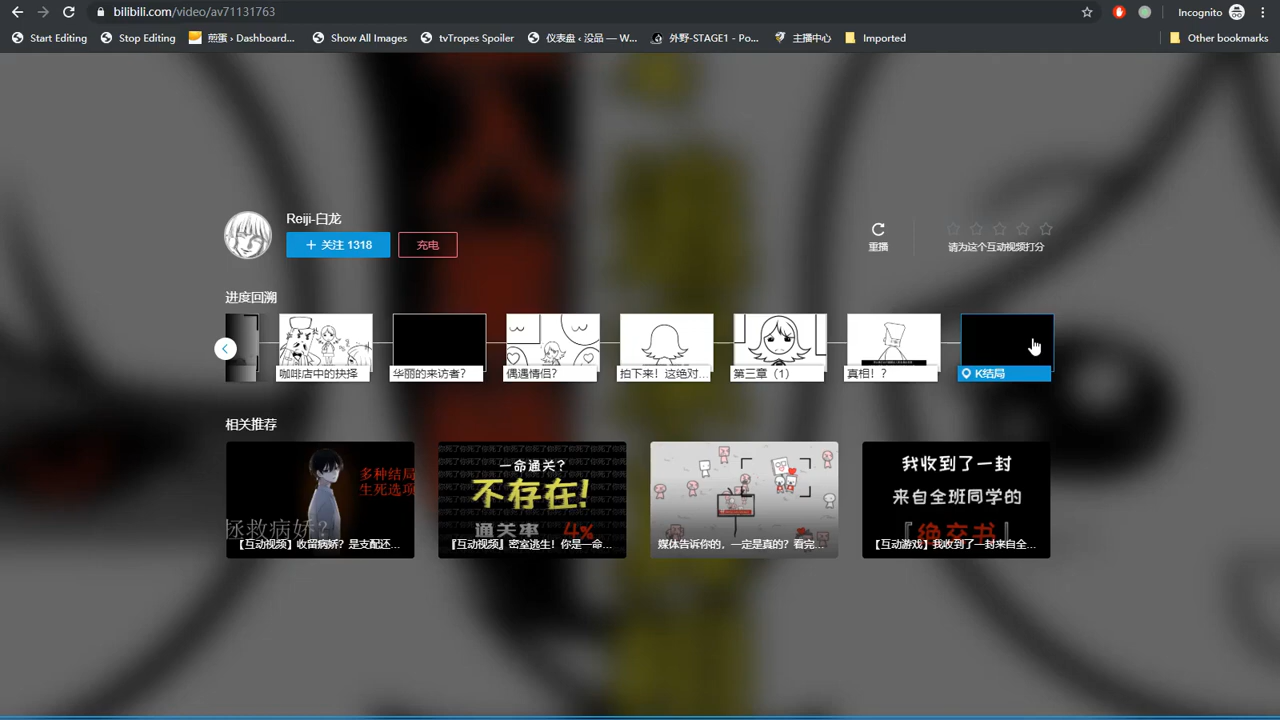 bilibili.com/video/av71131763
Incognito
Start Editing
Stop Editing
煎蛋 › Dashboard...
Show All Images
tvTropes Spoiler
仪表盘 ‹ 没品 — W...
外野-STAGE1 - Po...
主播中心
Imported
Other bookmarks
Reiji-白龙
+ 关注 1318
充电
重播
请为这个互动视频打分
进度回溯
咖啡店中的抉择
华丽的来访者?
偶遇情侣?
拍下来！这绝对...
第三章（1）
真相！?
K结局
相关推荐
多种结局
生死选项
拯救病娇?
【互动视频】收留病娇？是支配还...
一命通关?
不存在!
通关率 4%
『互动视频』密室逃生！你是一命...
媒体告诉你的，一定是真的？看完...
我收到了一封
来自全班同学的
『绝交书』
【互动游戏】我收到了一封来自全...